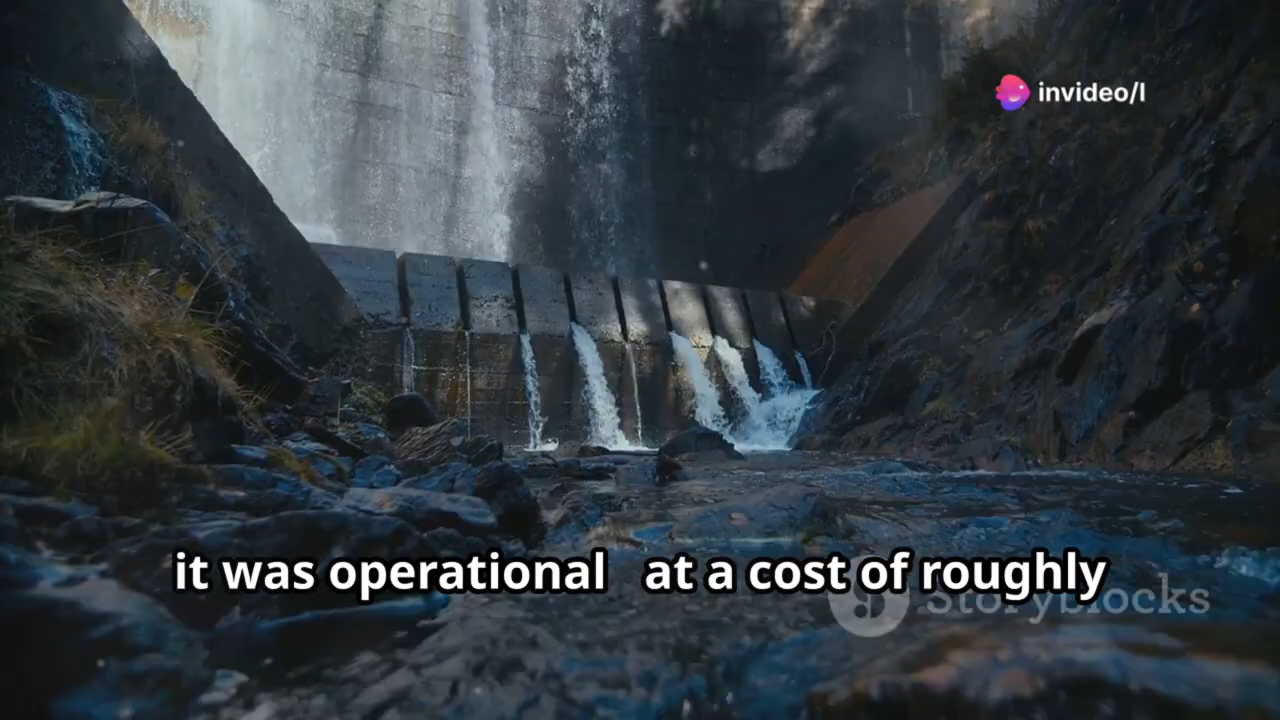 invideo/I
it was operational at a cost of roughly
Storyblocks